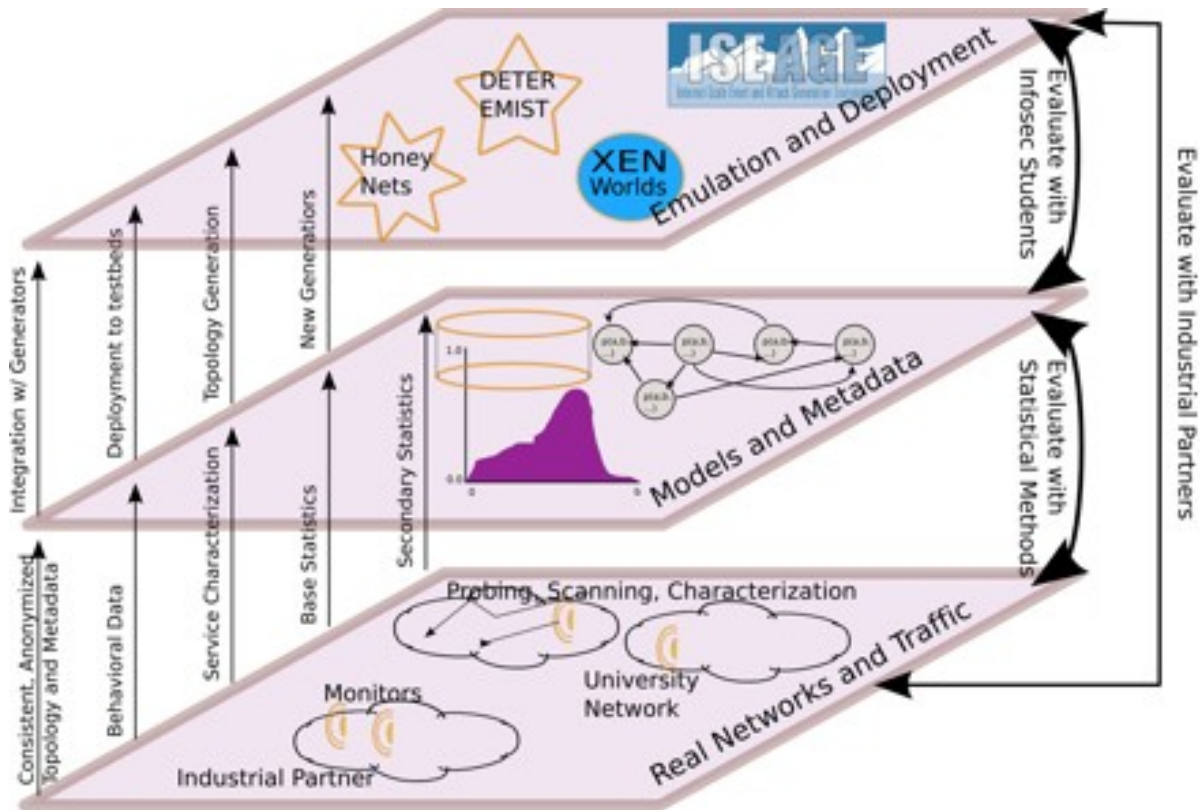 ISEAGE
DETER
EMIST
Honey
Nets
XEN
Worlds
Emulation and Deployment
Integration w/ Generators
Deployment to testbeds
Topology Generation
New Generatiors
Evaluate with
Infosec Students
Evaluate with Industrial Partners
1.0
0.0
0
Models and Metadata
Consistent, Anonymized
Topology and Metadata
Behavioral Data
Service Characterization
Base Statistics
Secondary Statistics
Evaluate with
Statistical Methods
Probing, Scanning, Characterization
University
Network
Monitors
Industrial Partner
Real Networks and Traffic